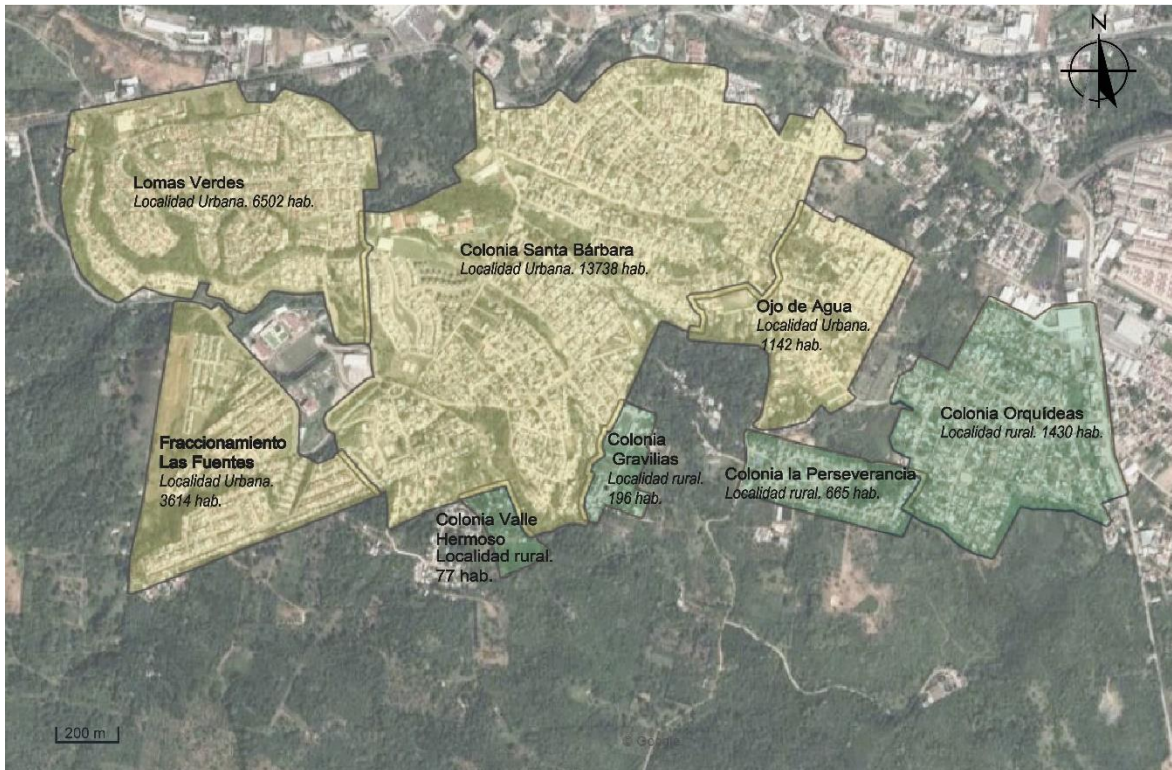 N
Lomas Verdes
Localidad Urbana. 6502 hab.
Colonia Santa Bárbara
Localidad Urbana. 13738 hab.
Ojo de Agua
Localidad Urbana.
1142 hab.
Colonia Orquídeas
Localidad rural. 1430 hab.
Fraccionamiento
Las Fuentes
Localidad Urbana.
3614 hab.
Colonia
Gravilias
Localidad rural.
196 hab.
Colonia la Perseverancia
Localidad rural. 665 hab.
Colonia Valle
Hermoso
Localidad rural.
77 hab.
200 m
© Google